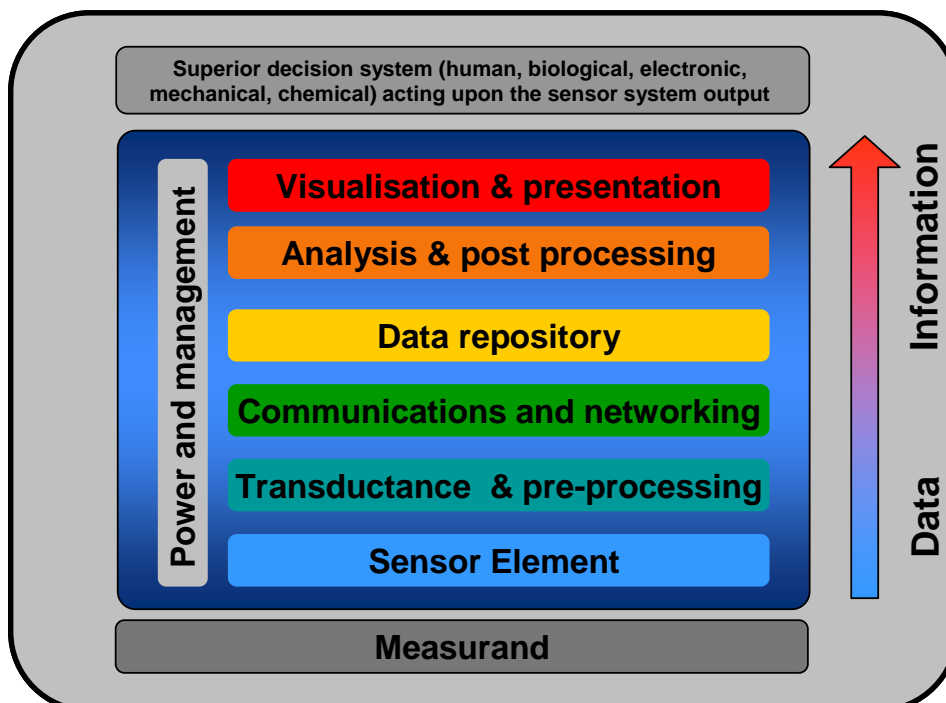 Superior decision system (human, biological, electronic,
mechanical, chemical) acting upon the sensor system output
Power and management
Visualisation & presentation
Analysis & post processing
Data repository
Communications and networking
Transductance & pre-processing
Sensor Element
Measurand
Information
Data